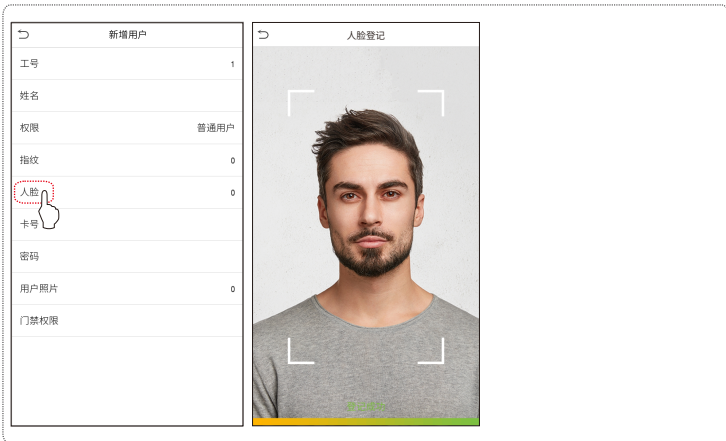 新增用户
工号 1
姓名
权限 普通用户
指纹 0
人脸 0
卡号
密码
用户照片 0
门禁权限
人脸登记